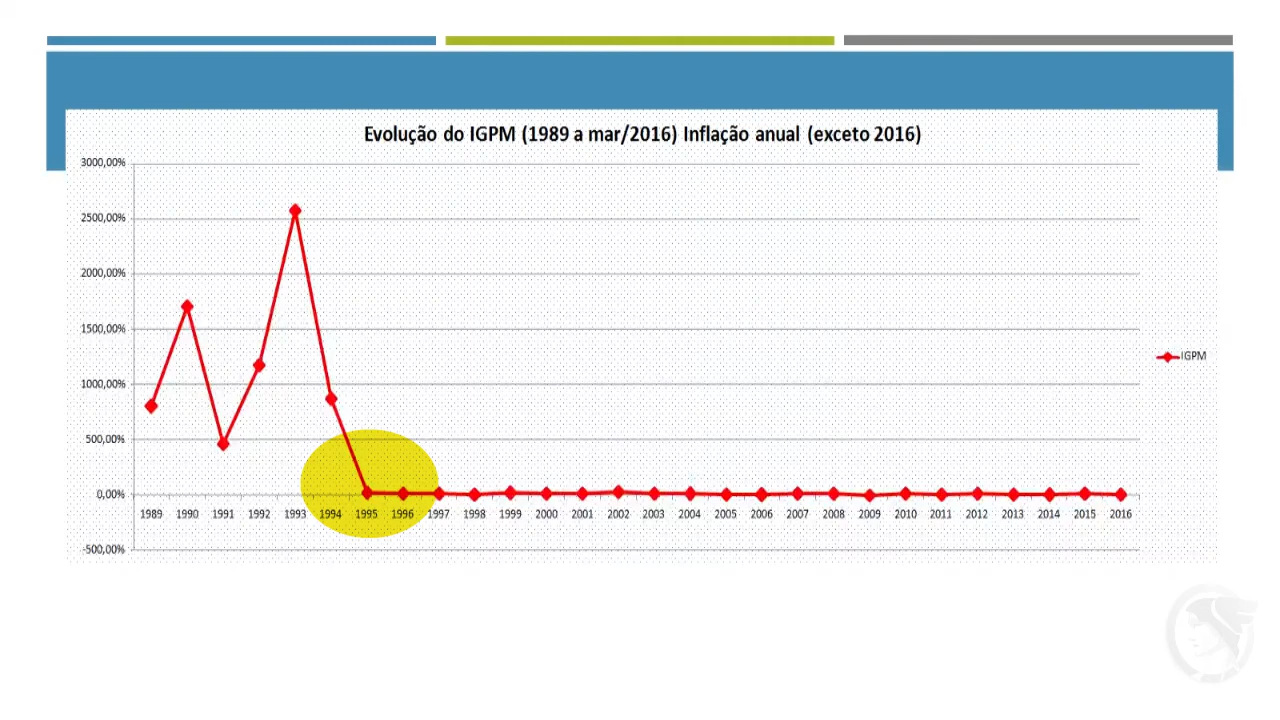 Evolução do IGPM (1989 a mar/2016) Inflação anual (exceto 2016)
3000,00%
2500,00%
2000,00%
1500,00%
1000,00%
500,00%
0,00%
-500,00%
1989 1990 1991 1992 1993 1994 1995 1996 1997 1998 1999 2000 2001 2002 2003 2004 2005 2006 2007 2008 2009 2010 2011 2012 2013 2014 2015 2016
IGPM